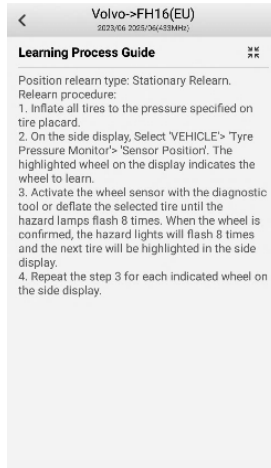 Volvo->FH16(EU)
2023/06 2025/06(433MHz)
Learning Process Guide
Position relearn type: Stationary Relearn.
Relearn procedure:
1. Inflate all tires to the pressure specified on
tire placard.
2. On the side display, Select 'VEHICLE'> 'Tyre
Pressure Monitor'> 'Sensor Position'. The
highlighted wheel on the display indicates the
wheel to learn.
3. Activate the wheel sensor with the diagnostic
tool or deflate the selected tire until the
hazard lamps flash 8 times. When the wheel is
confirmed, the hazard lights will flash 8 times
and the next tire will be highlighted in the side
display.
4. Repeat the step 3 for each indicated wheel on
the side display.